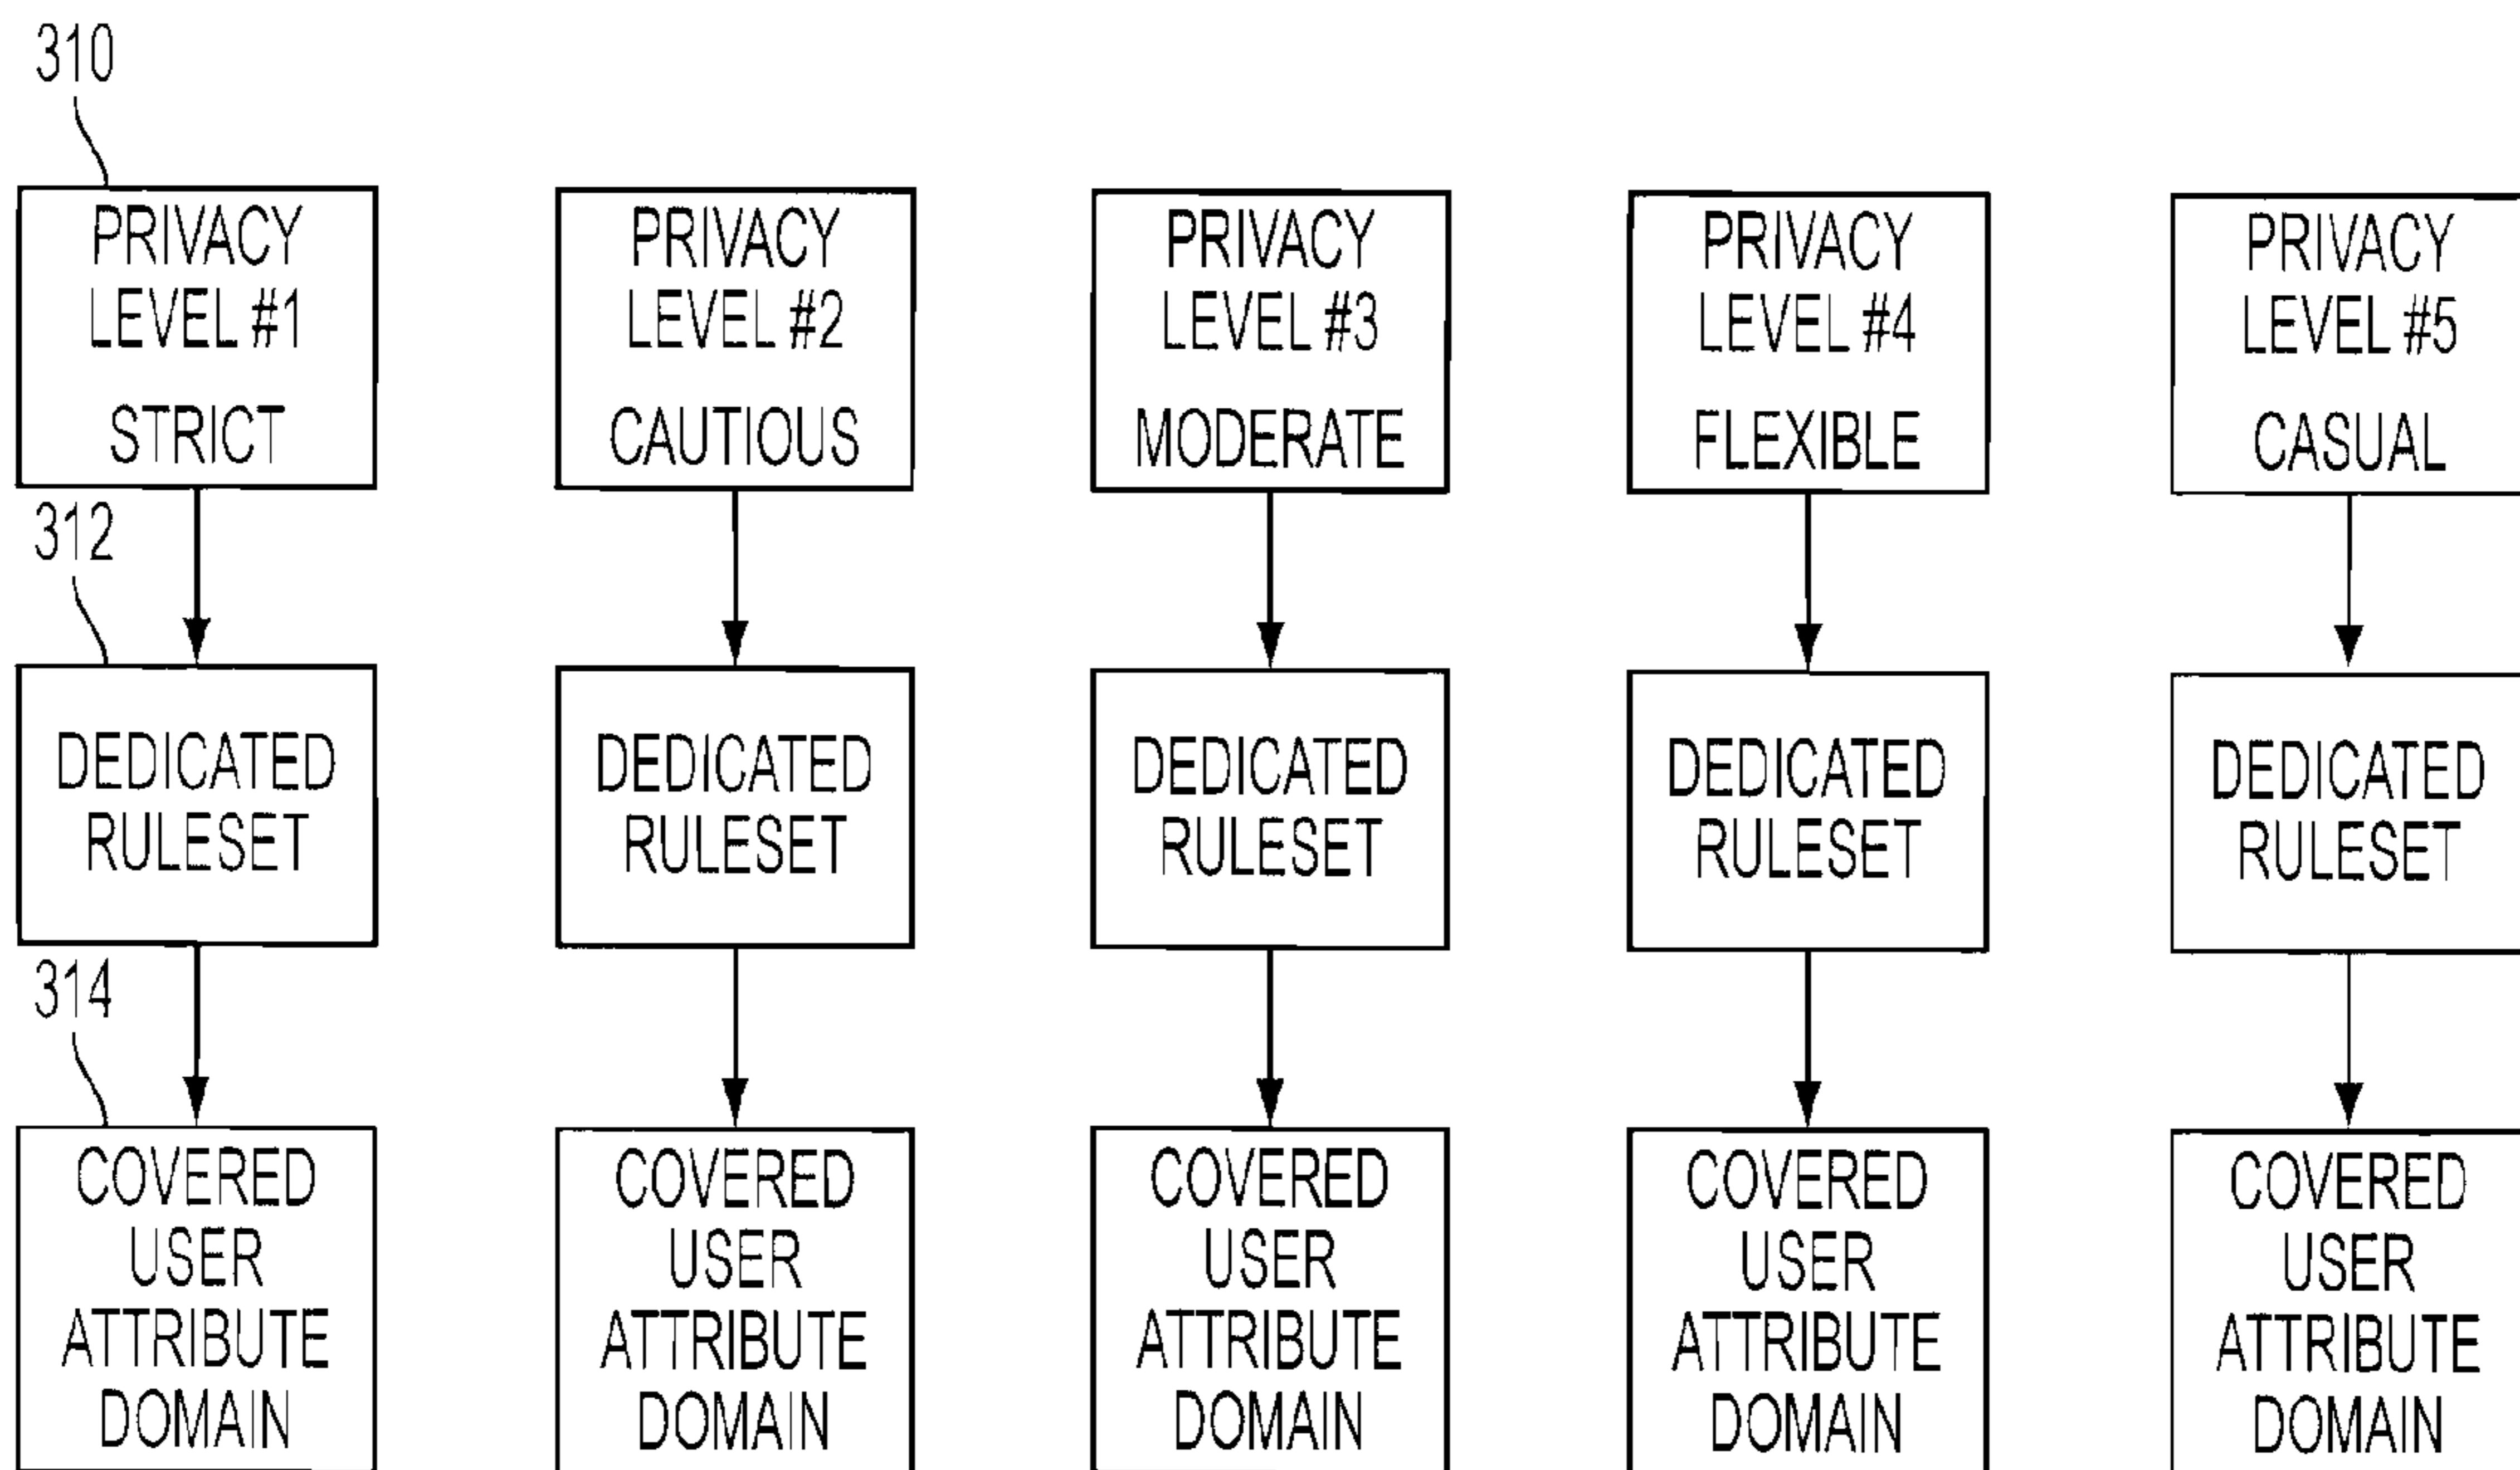 310
PRIVACY
LEVEL #1
STRICT
PRIVACY
LEVEL #2
CAUTIOUS
PRIVACY
LEVEL #3
MODERATE
PRIVACY
LEVEL #4
FLEXIBLE
PRIVACY
LEVEL #5
CASUAL
312
DEDICATED
RULESET
DEDICATED
RULESET
DEDICATED
RULESET
DEDICATED
RULESET
DEDICATED
RULESET
314
COVERED
USER
ATTRIBUTE
DOMAIN
COVERED
USER
ATTRIBUTE
DOMAIN
COVERED
USER
ATTRIBUTE
DOMAIN
COVERED
USER
ATTRIBUTE
DOMAIN
COVERED
USER
ATTRIBUTE
DOMAIN